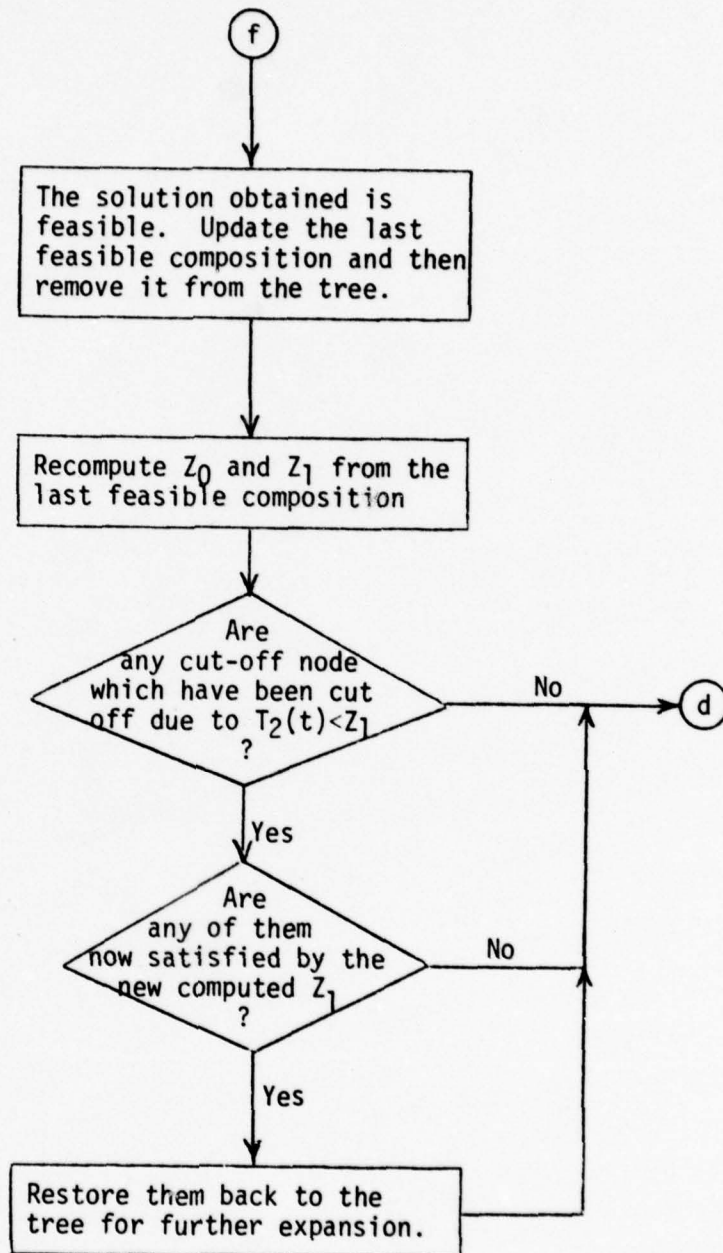 f
The solution obtained is
feasible. Update the last
feasible composition and then
remove it from the tree.
Recompute Z0 and Z1 from the
last feasible composition
Are
any cut-off node
which have been cut
off due to T2(t)<Z1
?
No
d
Yes
Are
any of them
now satisfied by the
new computed Z1
?
No
Yes
Restore them back to the
tree for further expansion.